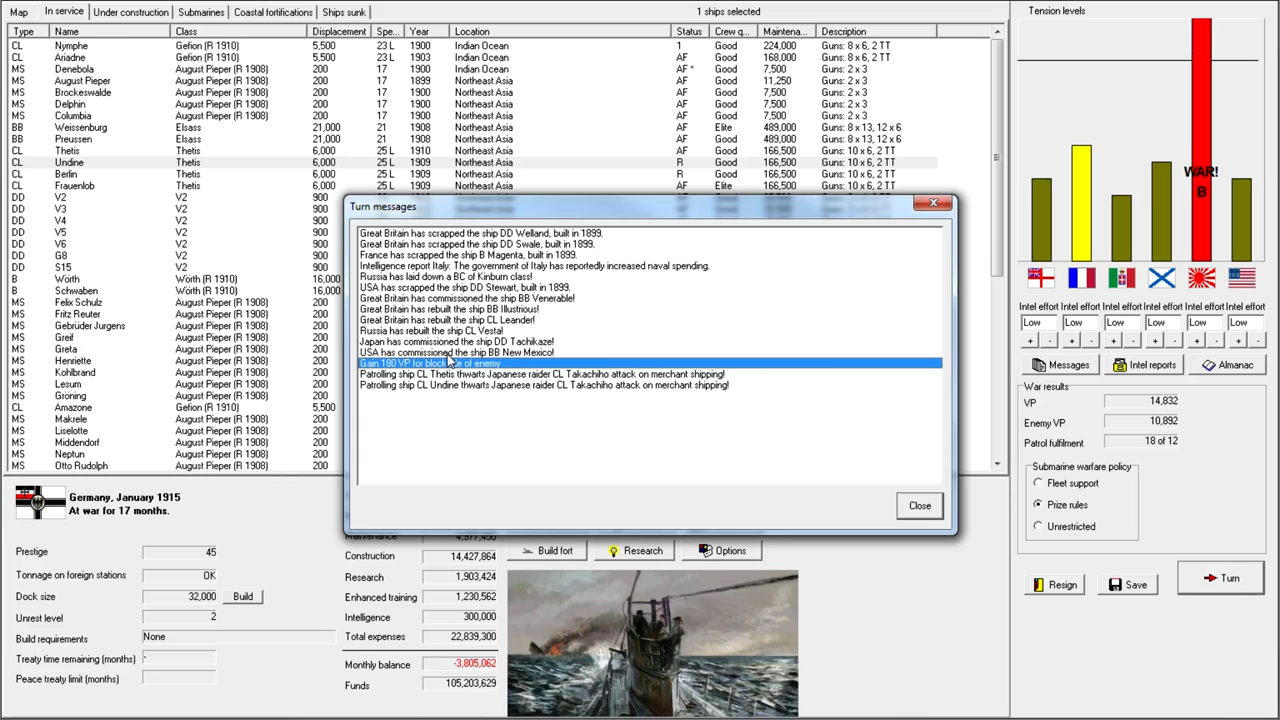 Map In service Under construction Submarines Coastal fortifications Ships sunk 1 ships selected
Type Name Class Displacement Spe... Year Location Status Crew q... Maintena... Description
CL Nymphe Gefion (R 1910) 5,500 23 L 1900 Indian Ocean 1 Good 224,000 Guns: 8 x 6, 2 TT
CL Ariadne Gefion (R 1910) 5,500 23 L 1903 Indian Ocean AF Good 168,000 Guns: 8 x 6, 2 TT
MS Denebola August Pieper (R 1908) 200 17 1900 Indian Ocean AF * Good 7,500 Guns: 2 x 3
MS August Pieper August Pieper (R 1908) 200 17 1899 Northeast Asia AF Good 11,250 Guns: 2 x 3
MS Brockeswalde August Pieper (R 1908) 200 17 1900 Northeast Asia AF Good 7,500 Guns: 2 x 3
MS Delphin August Pieper (R 1908) 200 17 1900 Northeast Asia AF Good 7,500 Guns: 2 x 3
MS Columbia August Pieper (R 1908) 200 17 1900 Northeast Asia AF Good 7,500 Guns: 2 x 3
BB Weissenburg Elsass 21,000 21 1908 Northeast Asia AF Elite 489,000 Guns: 8 x 13, 12 x 6
BB Preussen Elsass 21,000 21 1908 Northeast Asia AF Good 489,000 Guns: 8 x 13, 12 x 6
CL Thetis Thetis 6,000 25 L 1910 Northeast Asia AF Good 166,500 Guns: 10 x 6, 2 TT
CL Undine Thetis 6,000 25 L 1909 Northeast Asia R Good 166,500 Guns: 10 x 6, 2 TT
CL Berlin Thetis 6,000 25 L 1909 Northeast Asia R Good 166,500 Guns: 10 x 6, 2 TT
CL Frauenlob Thetis 6,000 25 L 1909 Northeast Asia AF Elite 166,500 Guns: 10 x 6, 2 TT
DD V2 V2 900
DD V3 V2 900
DD V4 V2 900
DD V5 V2 900
DD V6 V2 900
DD G8 V2 900
DD S15 V2 900
B Wörth Wörth (R 1910) 16,000
B Schwaben Wörth (R 1910) 16,000
MS Felix Schulz August Pieper (R 1908) 200
MS Fritz Reuter August Pieper (R 1908) 200
MS Gebrüder Jurgens August Pieper (R 1908) 200
MS Greif August Pieper (R 1908) 200
MS Henriette August Pieper (R 1908) 200
MS Kohlbrand August Pieper (R 1908) 200
MS Lesum August Pieper (R 1908) 200
MS Gröning August Pieper (R 1908) 200
CL Amazone Gefion (R 1910) 5,500
MS Makrele August Pieper (R 1908) 200
MS Liselotte August Pieper (R 1908) 200
MS Middendorf August Pieper (R 1908) 200
MS Neptun August Pieper (R 1908) 200
MS Otto Rudolph August Pieper (R 1908) 200
Turn messages
Great Britain has scrapped the ship DD Welland, built in 1899.
Great Britain has scrapped the ship DD Swale, built in 1899.
France has scrapped the ship B Magenta, built in 1899.
Intelligence report Italy: The government of Italy has reportedly increased naval spending.
Russia has laid down a BC of Kinburn class!
USA has scrapped the ship DD Stewart, built in 1899.
Great Britain has commissioned the ship BB Venerable!
Great Britain has rebuilt the ship BB Illustrious!
Great Britain has rebuilt the ship CL Leander!
Russia has rebuilt the ship CL Vesta!
Japan has commissioned the ship DD Tachikaze!
USA has commissioned the ship BB New Mexico!
Gain 180 VP for blockade of enemy
Patrolling ship CL Thetis thwarts Japanese raider CL Takachiho attack on merchant shipping!
Patrolling ship CL Undine thwarts Japanese raider CL Takachiho attack on merchant shipping!
Close
Germany, January 1915
At war for 17 months.
Prestige 45
Tonnage on foreign stations OK
Dock size 32,000 Build
Unrest level 2
Build requirements None
Treaty time remaining (months) -
Peace treaty limit (months)
Maintenance 4,977,450
Construction 14,427,864
Research 1,903,424
Enhanced training 1,230,562
Intelligence 300,000
Total expenses 22,839,300
Monthly balance -3,805,062
Funds 105,203,629
Build fort Research Options
Tension levels
WAR!
B
Intel effort Intel effort Intel effort Intel effort Intel effort Intel effort
Low Low Low Low Low Low
+ - + - + - + - + - + -
Messages Intel reports Almanac
War results
VP 14,832
Enemy VP 10,892
Patrol fulfilment 18 of 12
Submarine warfare policy
Fleet support
Prize rules
Unrestricted
Resign Save Turn